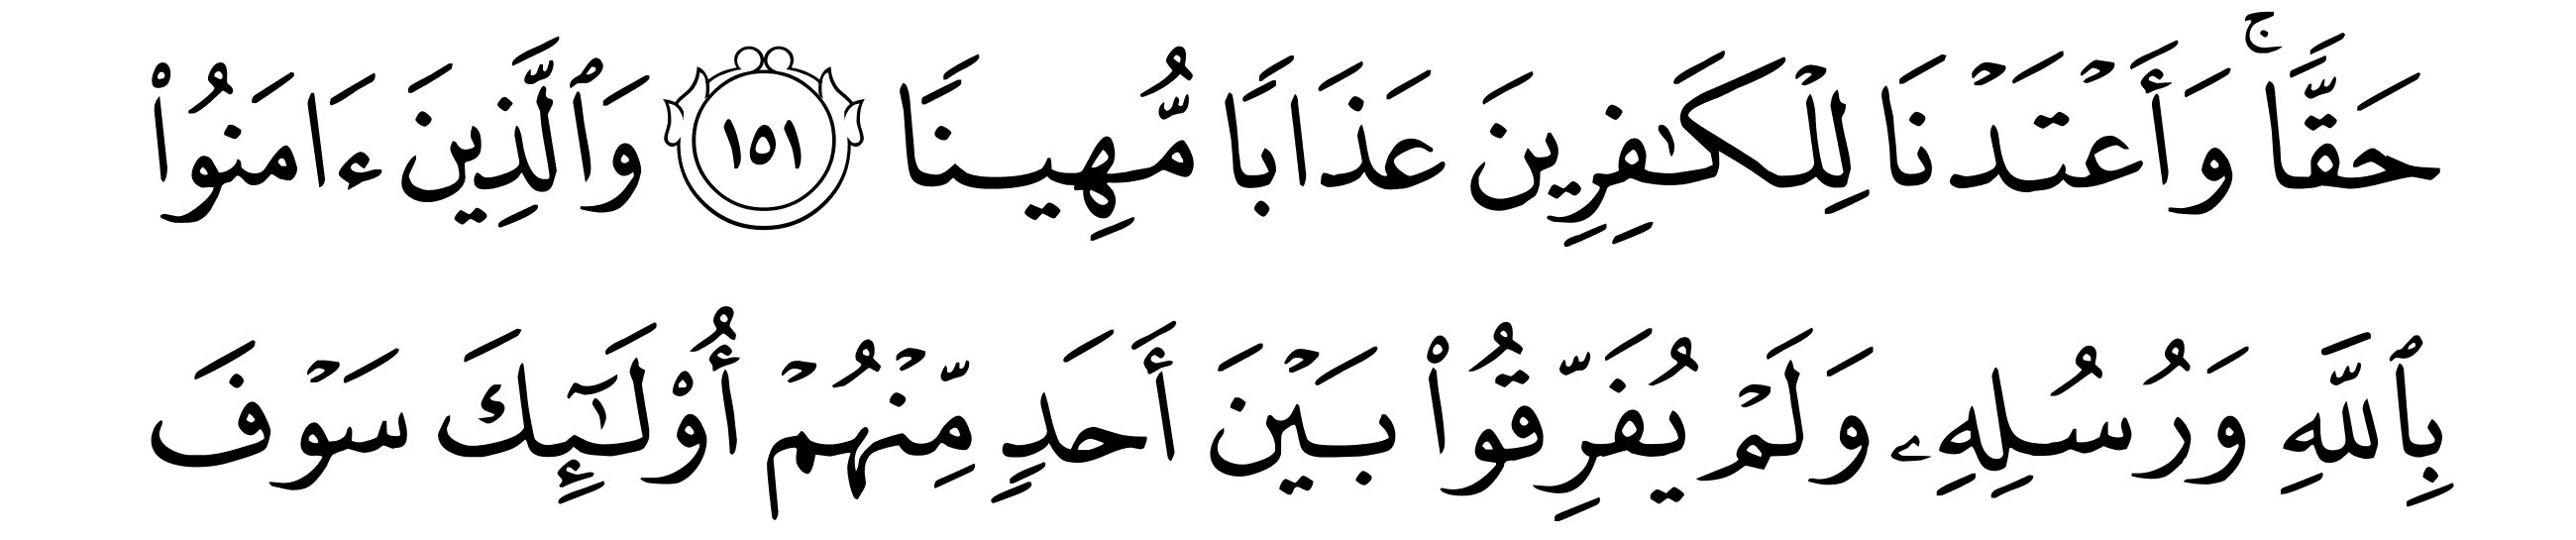 حَقّٗاۚ وَأَعۡتَدۡنَا لِلۡكَٰفِرِينَ عَذَابٗا مُّهِينٗا ١٥١ وَٱلَّذِينَ ءَامَنُواْ
بِٱللَّهِ وَرُسُلِهِۦ وَلَمۡ يُفَرِّقُواْ بَيۡنَ أَحَدٖ مِّنۡهُمۡ أُوْلَٰٓئِكَ سَوۡفَ